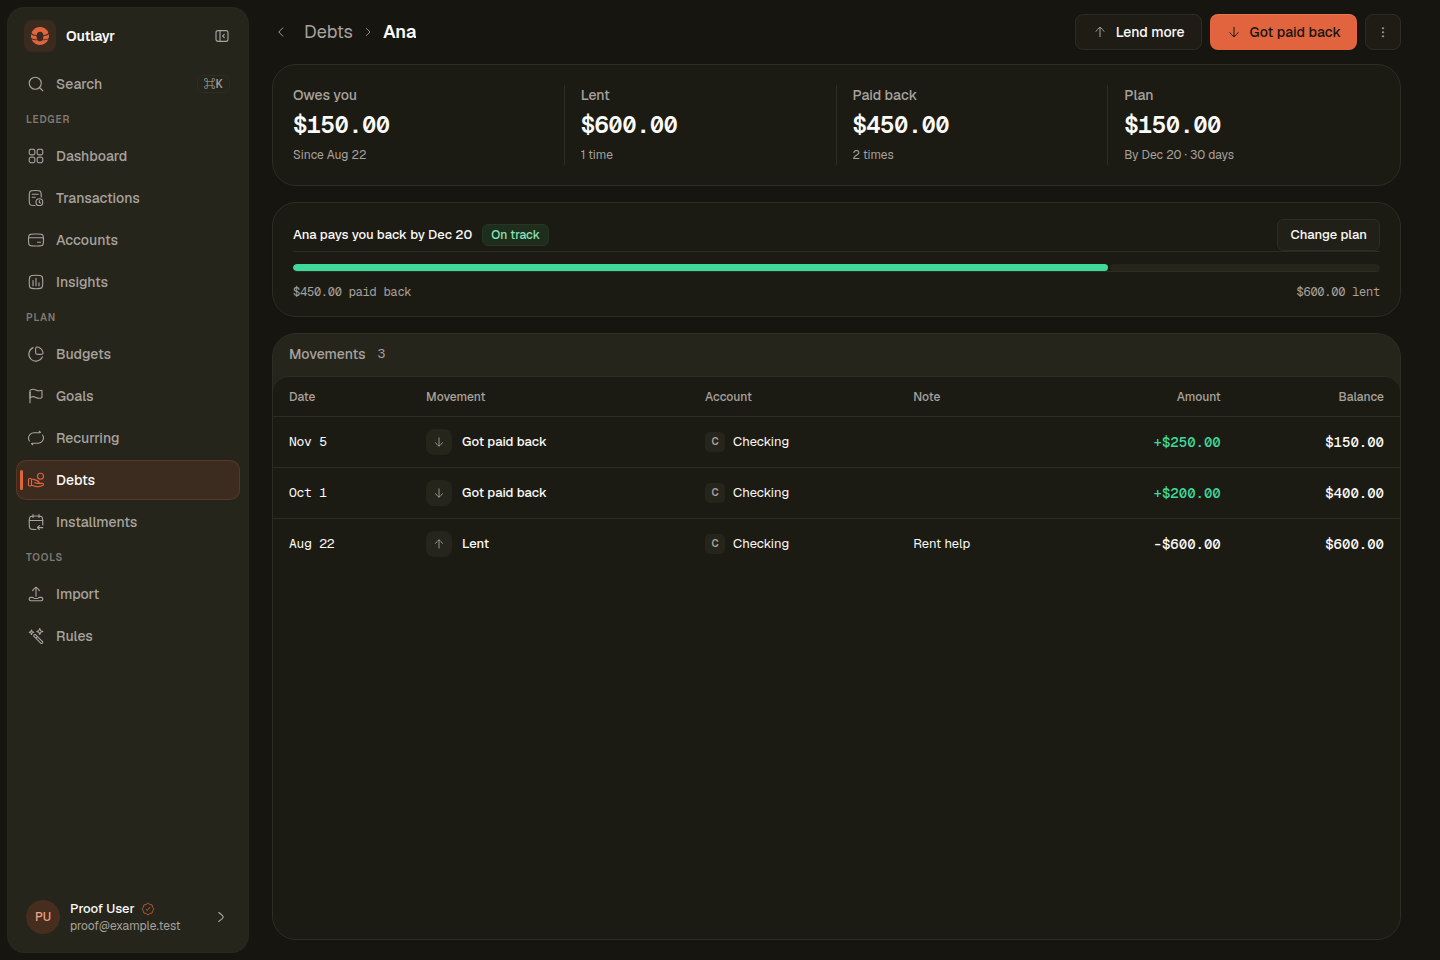 Outlayr
Search ⌘K
LEDGER
Dashboard
Transactions
Accounts
Insights
PLAN
Budgets
Goals
Recurring
Debts
Installments
TOOLS
Import
Rules
PU
Proof User
proof@example.test
Debts Ana
Lend more
Got paid back
Owes you
$150.00
Since Aug 22
Lent
$600.00
1 time
Paid back
$450.00
2 times
Plan
$150.00
By Dec 20 · 30 days
Ana pays you back by Dec 20 On track Change plan
$450.00 paid back $600.00 lent
Movements 3
Date Movement Account Note Amount Balance
Nov 5 Got paid back C Checking +$250.00 $150.00
Oct 1 Got paid back C Checking +$200.00 $400.00
Aug 22 Lent C Checking Rent help -$600.00 $600.00